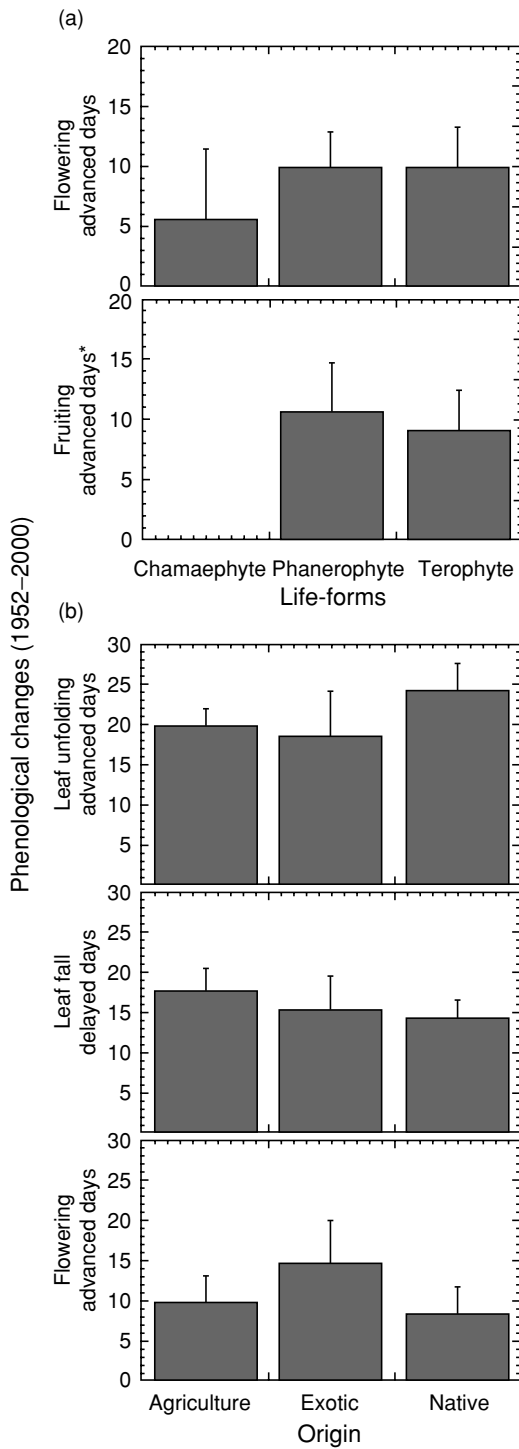 (a)
20
15
10
5
0
Flowering
advanced days
20
15
10
5
0
Fruiting
advanced days*
Chamaephyte Phanerophyte Terophyte
Life-forms
Phenological changes (1952–2000)
(b)
30
25
20
15
10
5
Leaf unfolding
advanced days
30
25
20
15
10
5
Leaf fall
delayed days
30
25
20
15
10
5
0
Flowering
advanced days
Agriculture Exotic Native
Origin